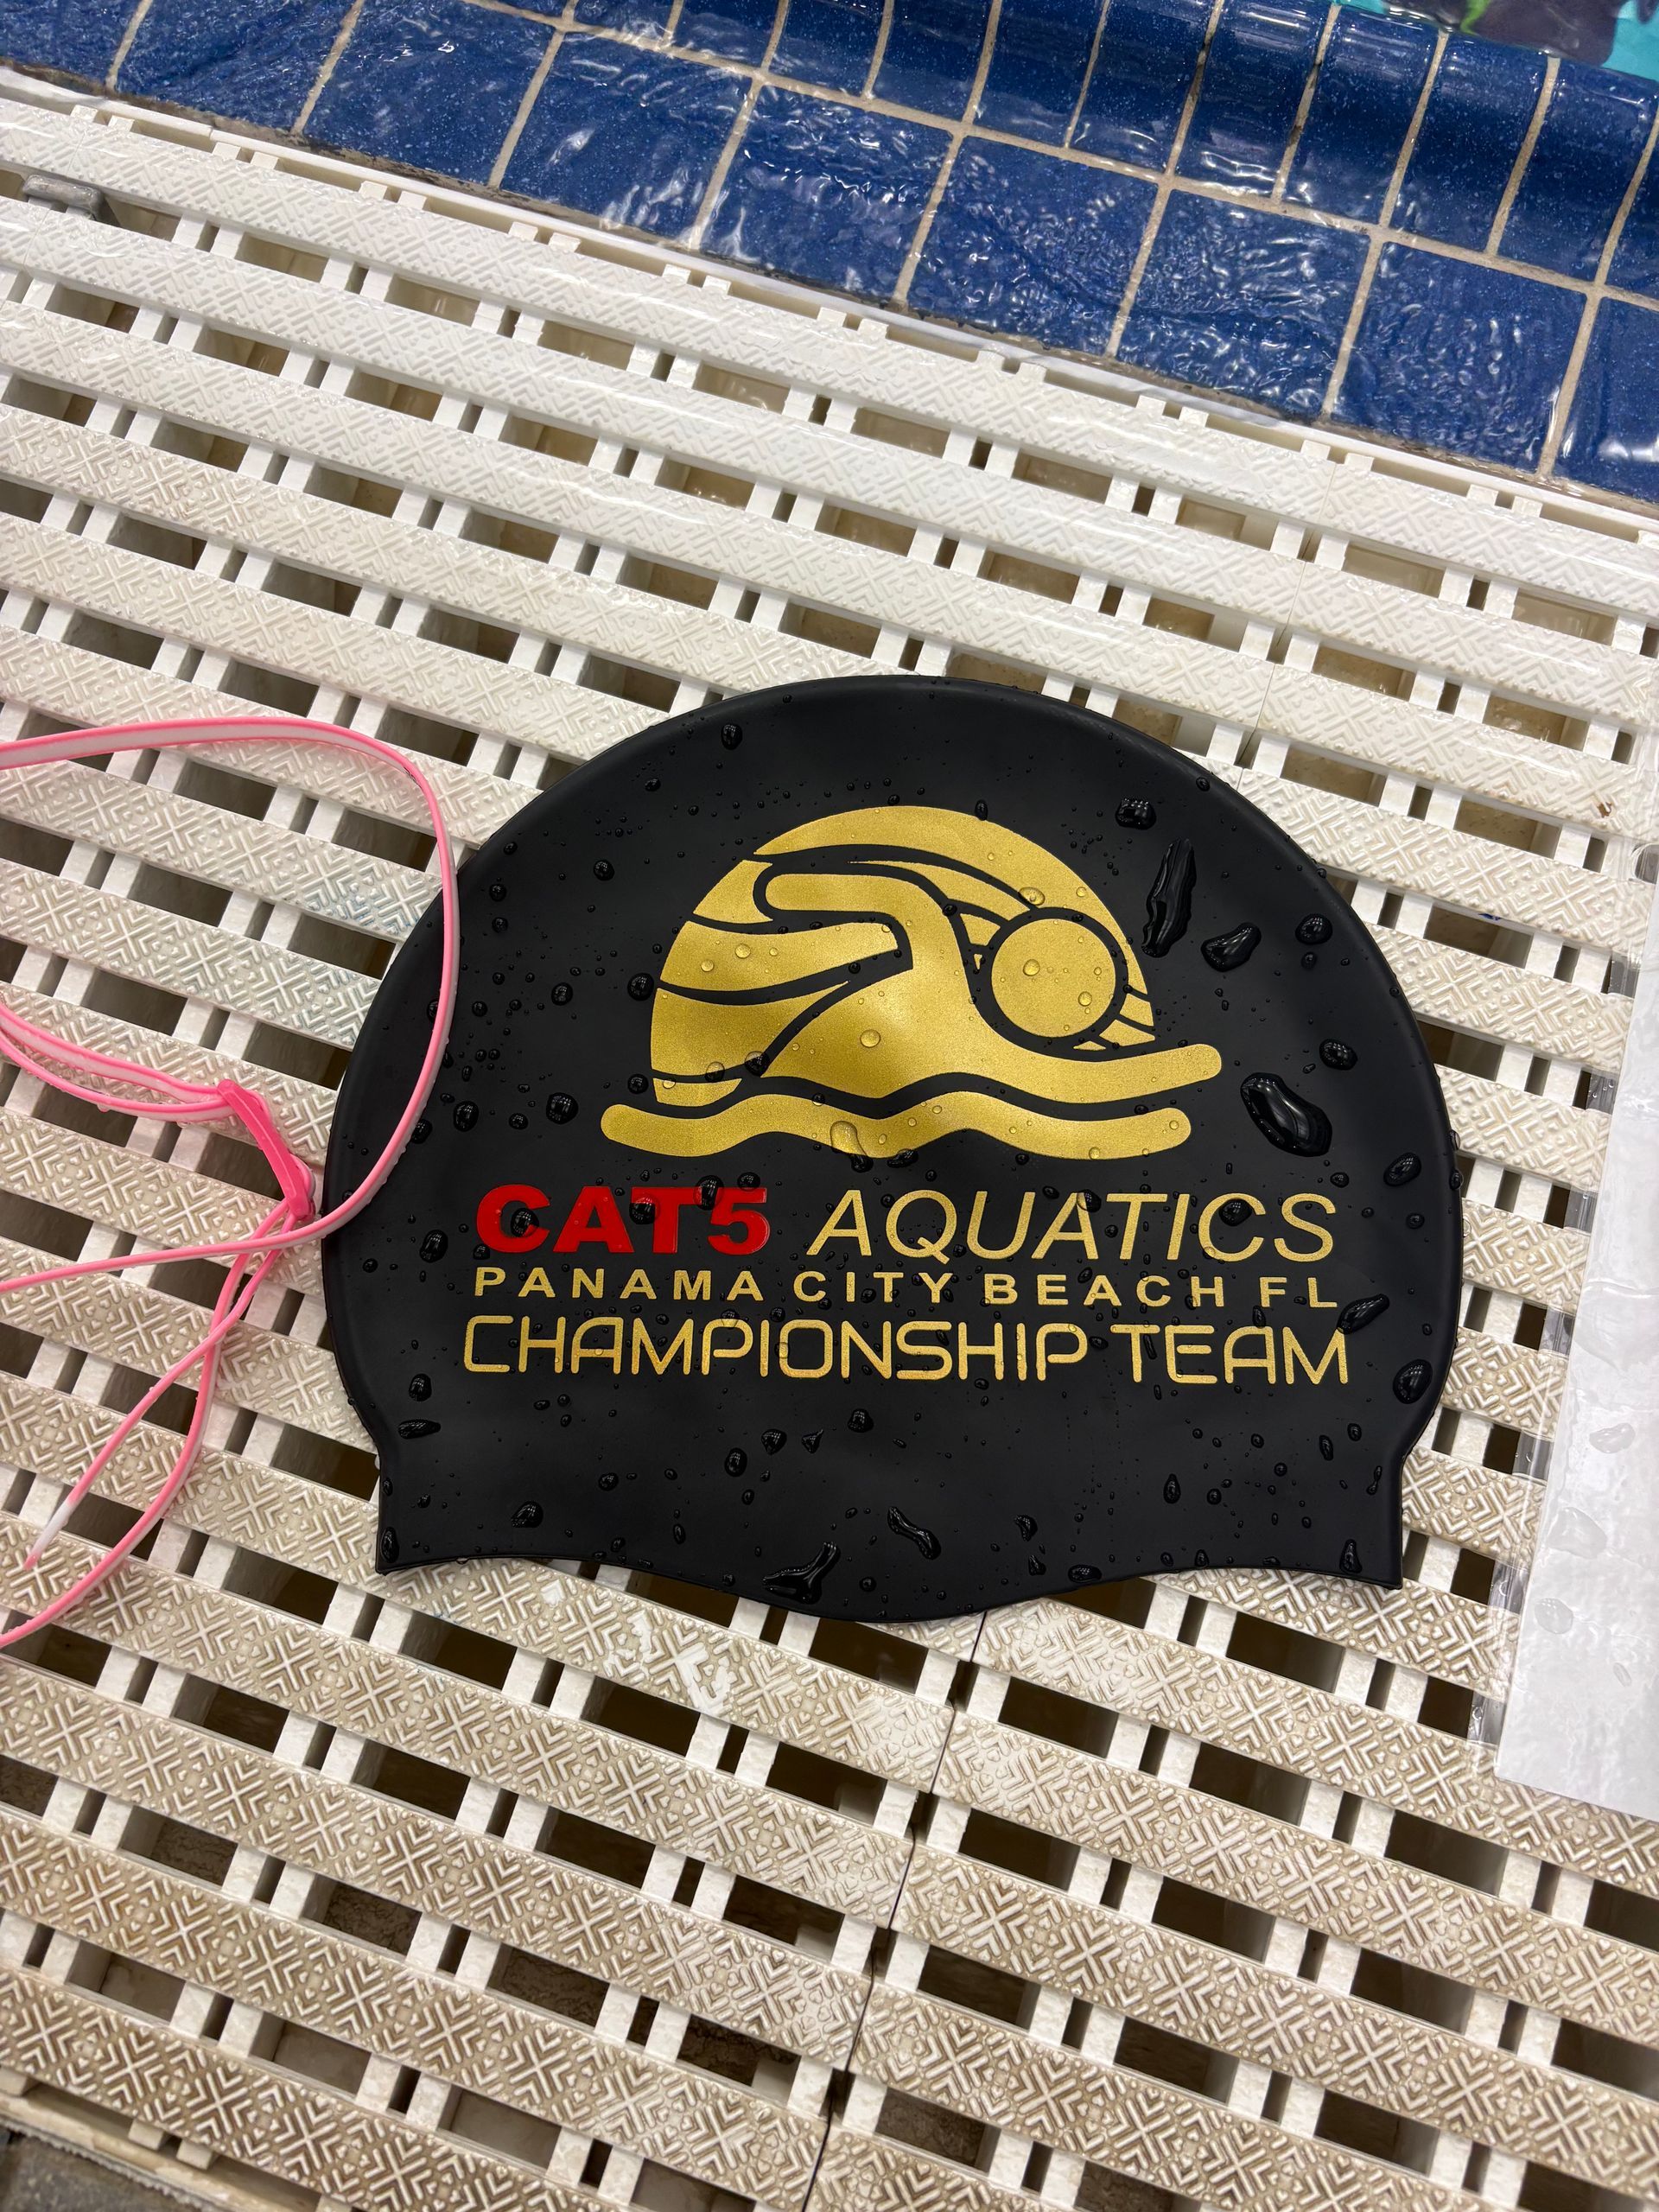 CAT5 AQUATICS
PANAMA CITY BEACH FL
CHAMPIONSHIP TEAM